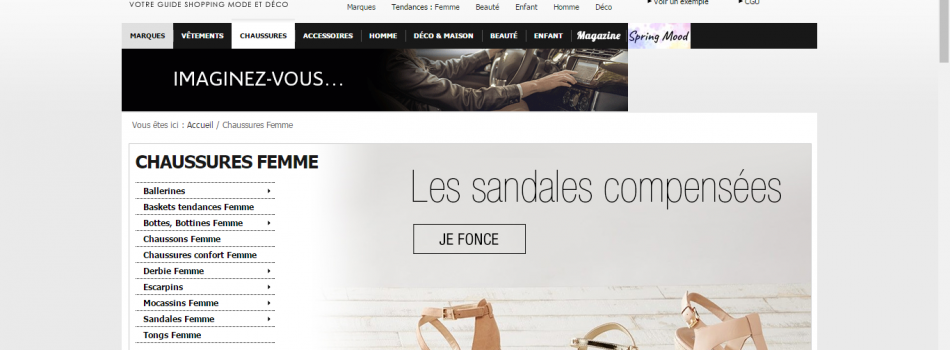 VOTRE GUIDE SHOPPING MODE ET DÉCO
Marques Tendances : Femme Beauté Enfant Homme Déco
Voir un exemple CGU
MARQUES VÊTEMENTS CHAUSSURES ACCESSOIRES HOMME DÉCO & MAISON BEAUTÉ ENFANT Magazine Spring Mood
IMAGINEZ-VOUS...
Vous êtes ici : Accueil / Chaussures Femme
CHAUSSURES FEMME
Les sandales compensées
JE FONCE
Ballerines
Baskets tendances Femme
Bottes, Bottines Femme
Chaussons Femme
Chaussures confort Femme
Derbie Femme
Escarpins
Mocassins Femme
Sandales Femme
Tongs Femme